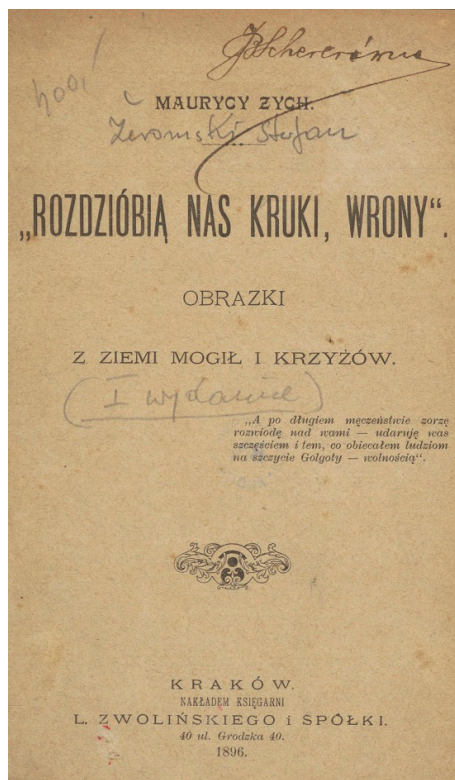 400,/
JBSchererówna
MAURYCY ZYCH.
Żeromski Stefan
„ROZDZIÓBIĄ NAS KRUKI, WRONY“.
OBRAZKI
Z ZIEMI MOGIŁ I KRZYŻÓW.
(I wydanie)
„A po długiem męczeństwie zorzę
rozwiodę nad wami — udaruję was
szczęściem i tem, co obiecałem ludziom
na szczycie Golgoty — wolnością“.
KRAKÓW.
NAKŁADEM KSIĘGARNI
L. ZWOLIŃSKIEGO i SPÓŁKI.
40 ul. Grodzka 40.
1896.